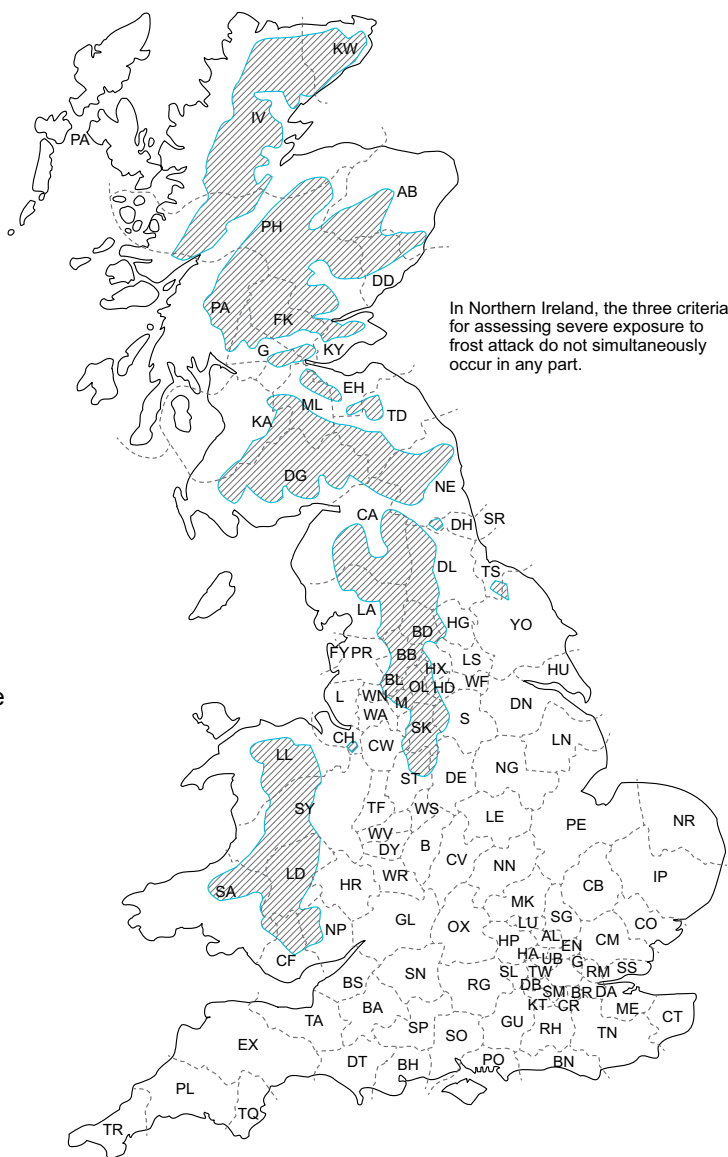 KW
IV
PA
AB
PH
DD
In Northern Ireland, the three criteria
for assessing severe exposure to
frost attack do not simultaneously
occur in any part.
PA
FK
G
KY
EH
ML
TD
KA
DG
NE
CA
DH
SR
DL
TS
LA
HG
YO
BD
FY
PR
BB
LS
HU
HX
BL
OL
HD
WF
L
WN
M
DN
e
WA
SK
S
CH
CW
LN
LL
ST
DE
NG
SY
TF
WS
LE
PE
NR
WV
DY
B
CV
NN
IP
SA
LD
HR
WR
CB
MK
NP
GL
OX
LU
SG
CO
HP
AL
EN
CM
CF
HA
UB
G
BS
SN
RG
SL
TW
RM
SS
DB
SM
BR
DA
KT
CR
ME
CT
TA
BA
SP
SO
GU
RH
TN
EX
DT
BH
PO
BN
PL
TQ
TR